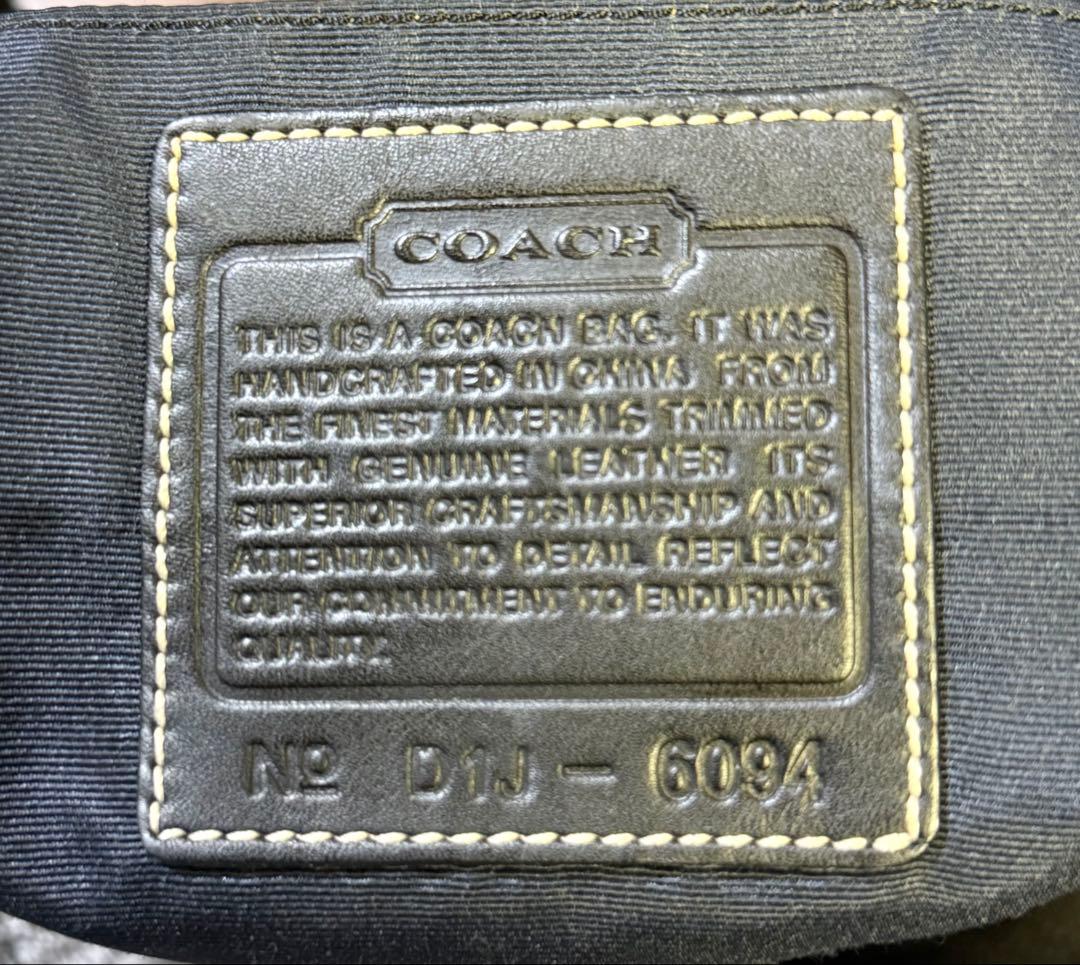 COACH
THIS IS A COACH BAG. IT WAS
HANDCRAFTED IN CHINA FROM
THE FINEST MATERIALS TRIMMED
WITH GENUINE LEATHER. ITS
SUPERIOR CRAFTSMANSHIP AND
ATTENTION TO DETAIL REFLECT
OUR COMMITMENT TO ENDURING
QUALITY.
Nº D1J - 6094